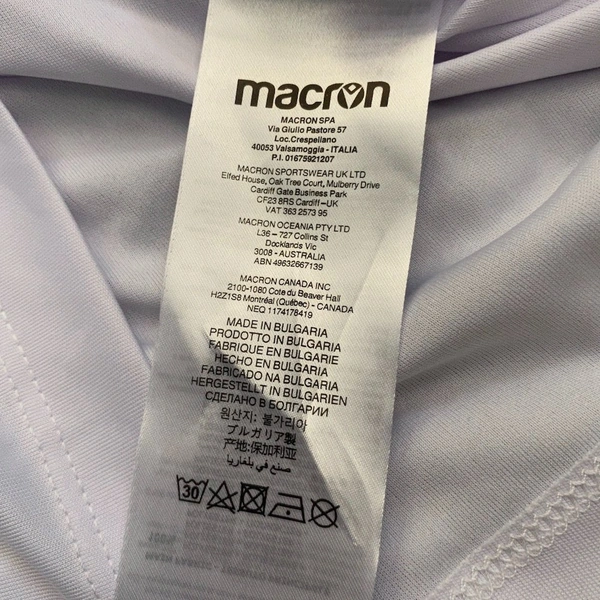 macron
MACRON SPA
Via Giulio Pastore 57
Loc.Crespellano
40053 Valsamoggia - ITALIA
P.I. 01675921207
MACRON SPORTSWEAR UK LTD
Elfed House, Oak Tree Court, Mulberry Drive
Cardiff Gate Business Park
CF23 8RS Cardiff-UK
VAT 363 2573 95
MACRON OCEANIA PTY LTD
L36 - 727 Collins St
Docklands Vic
3008 - AUSTRALIA
ABN 49632667139
MACRON CANADA INC
2100-1080 Cote du Beaver Hall
H2Z1S8 Montréal (Québec) - CANADA
NEQ 1174178419
MADE IN BULGARIA
PRODOTTO IN BULGARIA
FABRIQUE EN BULGARIE
HECHO EN BULGARIA
FABRICADO NA BULGARIA
HERGESTELLT IN BULGARIEN
СДЕЛАНО В БОЛГАРИИ
원산지: 불가리아
ブルガリア製
产地:保加利亚
صنع في بلغاريا
30